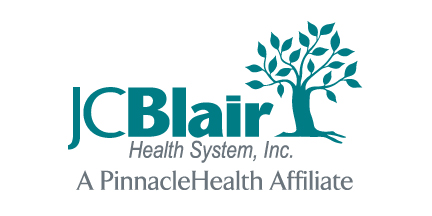 JCBlair
Health System, Inc.
A PinnacleHealth Affiliate